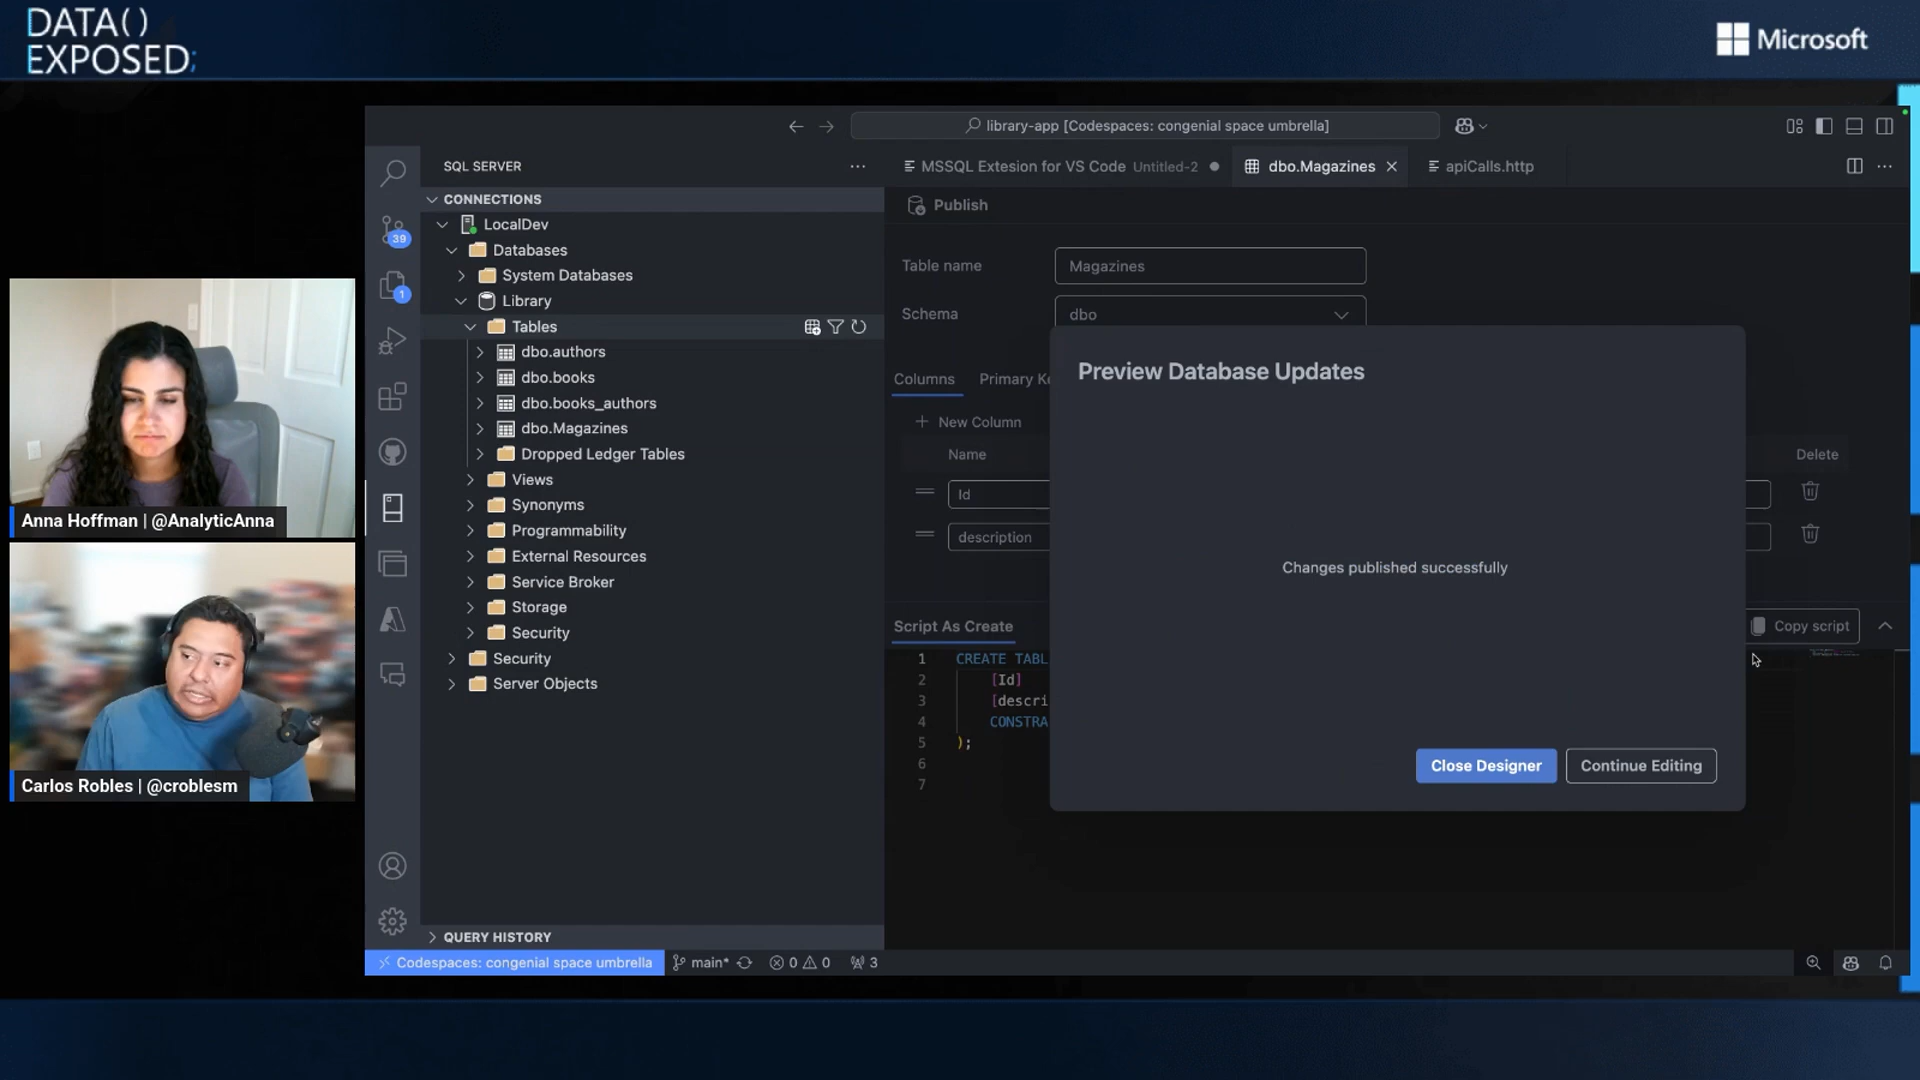 DATA()
EXPOSED;
Microsoft
library-app [Codespaces: congenial space umbrella]
SQL SERVER
MSSQL Extesion for VS Code Untitled-2
dbo.Magazines
apiCalls.http
CONNECTIONS
Publish
LocalDev
Databases
System Databases
Library
Tables
dbo.authors
dbo.books
dbo.books_authors
dbo.Magazines
Dropped Ledger Tables
Views
Synonyms
Programmability
External Resources
Service Broker
Storage
Security
Security
Server Objects
QUERY HISTORY
39
1
Table name
Magazines
Schema
dbo
Columns
Primary Ke
New Column
Name
Delete
Id
description
Preview Database Updates
Changes published successfully
Close Designer
Continue Editing
Script As Create
Copy script
1 CREATE TABL
2 [Id]
3 [descri
4 CONSTRA
5 );
6
7
Anna Hoffman | @AnalyticAnna
Carlos Robles | @croblesm
Codespaces: congenial space umbrella
main*
0
0
3